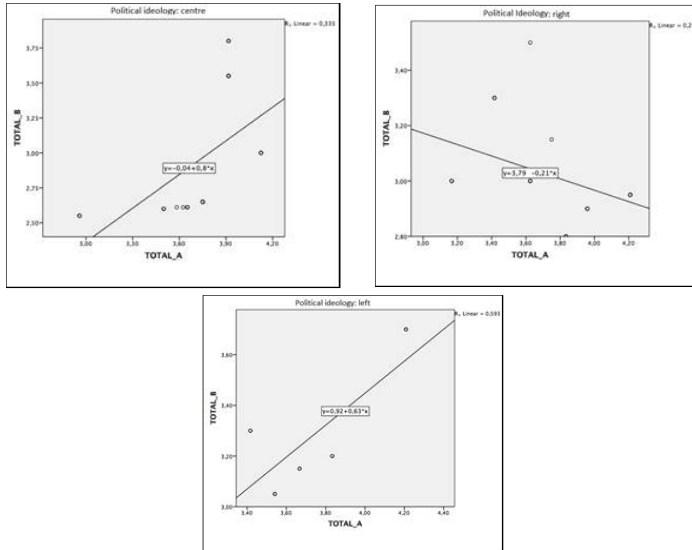 Political ideology: centre
R, Linear = 0,333
3,75
3,50
3,25
3,00
2,75
2,50
TOTAL_B
y=-0,04+0,8*x
3,00 3,30 3,60 3,90 4,20
TOTAL_A
Political Ideology: right
3,40
3,20
3,00
2,80
TOTAL_B
y=3,79 -0,21*x
3,00 3,20 3,40 3,60 3,80 4,00 4,20
TOTAL_A
Political ideology: left
R, Linear = 0,593
3,60
3,40
3,20
3,00
TOTAL_B
y=0,92+0,63*x
3,40 3,60 3,80 4,00 4,20 4,40
TOTAL_A